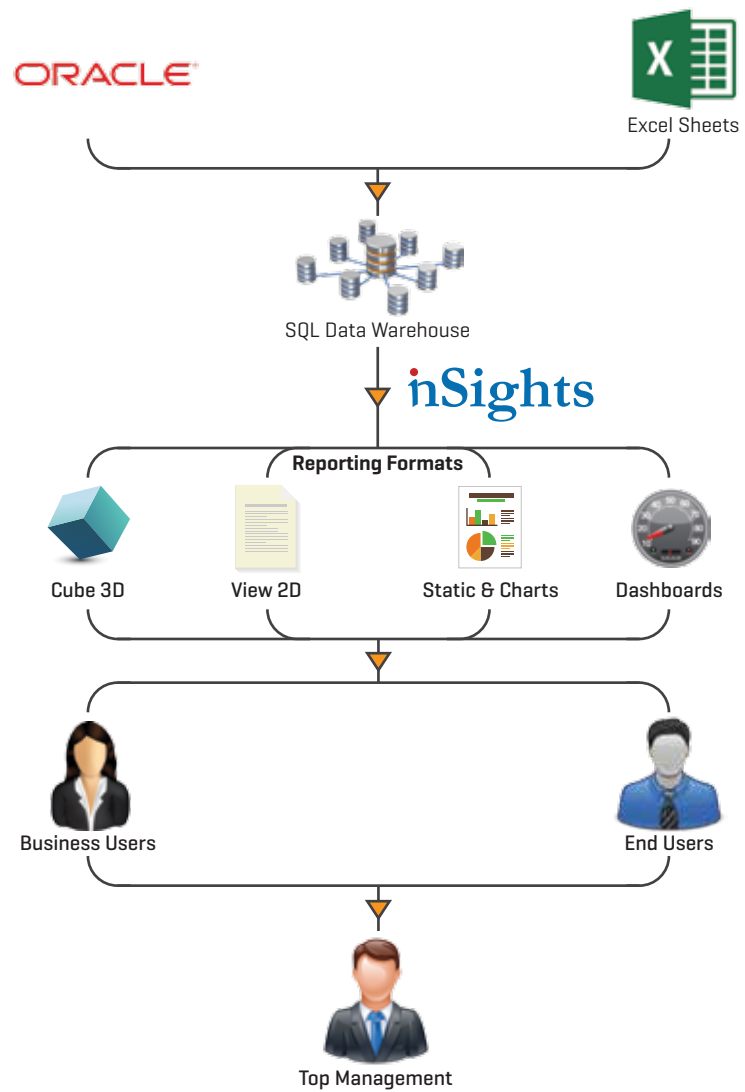 ORACLE
X
Excel Sheets
SQL Data Warehouse
inSights
Reporting Formats
Cube 3D
View 2D
Static & Charts
Dashboards
Business Users
End Users
Top Management